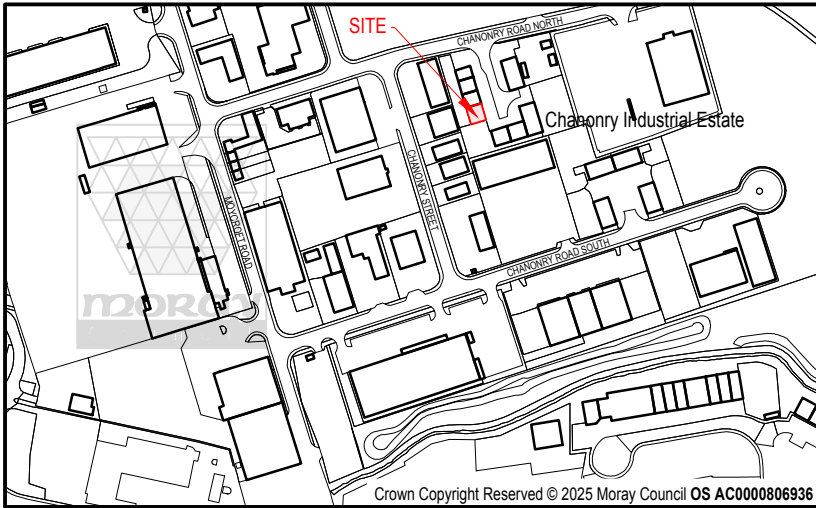 SITE
CHANONRY ROAD NORTH
Chanonry Industrial Estate
CHANONRY STREET
MOYCROFT ROAD
CHANONRY ROAD SOUTH
moray
Crown Copyright Reserved © 2025 Moray Council OS AC0000806936